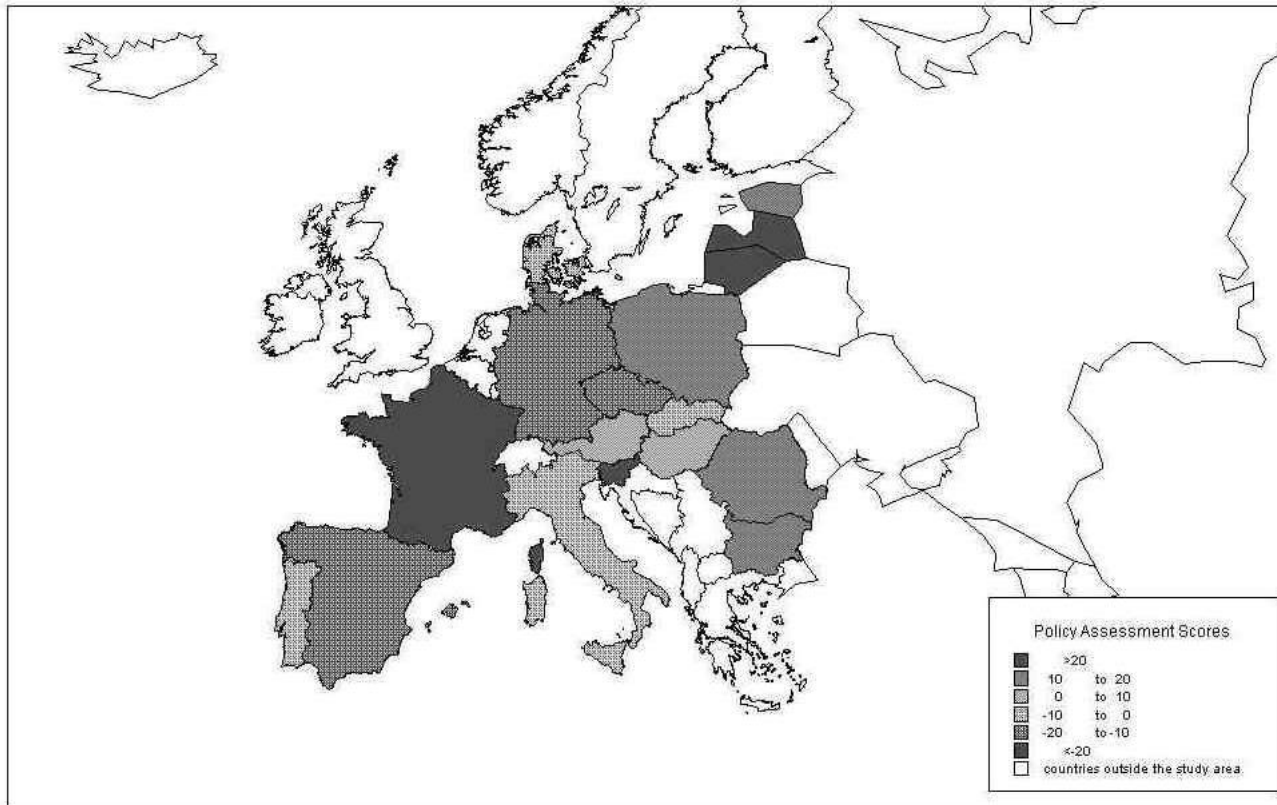 Policy Assessment Scores
>20
10 to 20
0 to 10
-10 to 0
-20 to -10
<-20
countries outside the study area